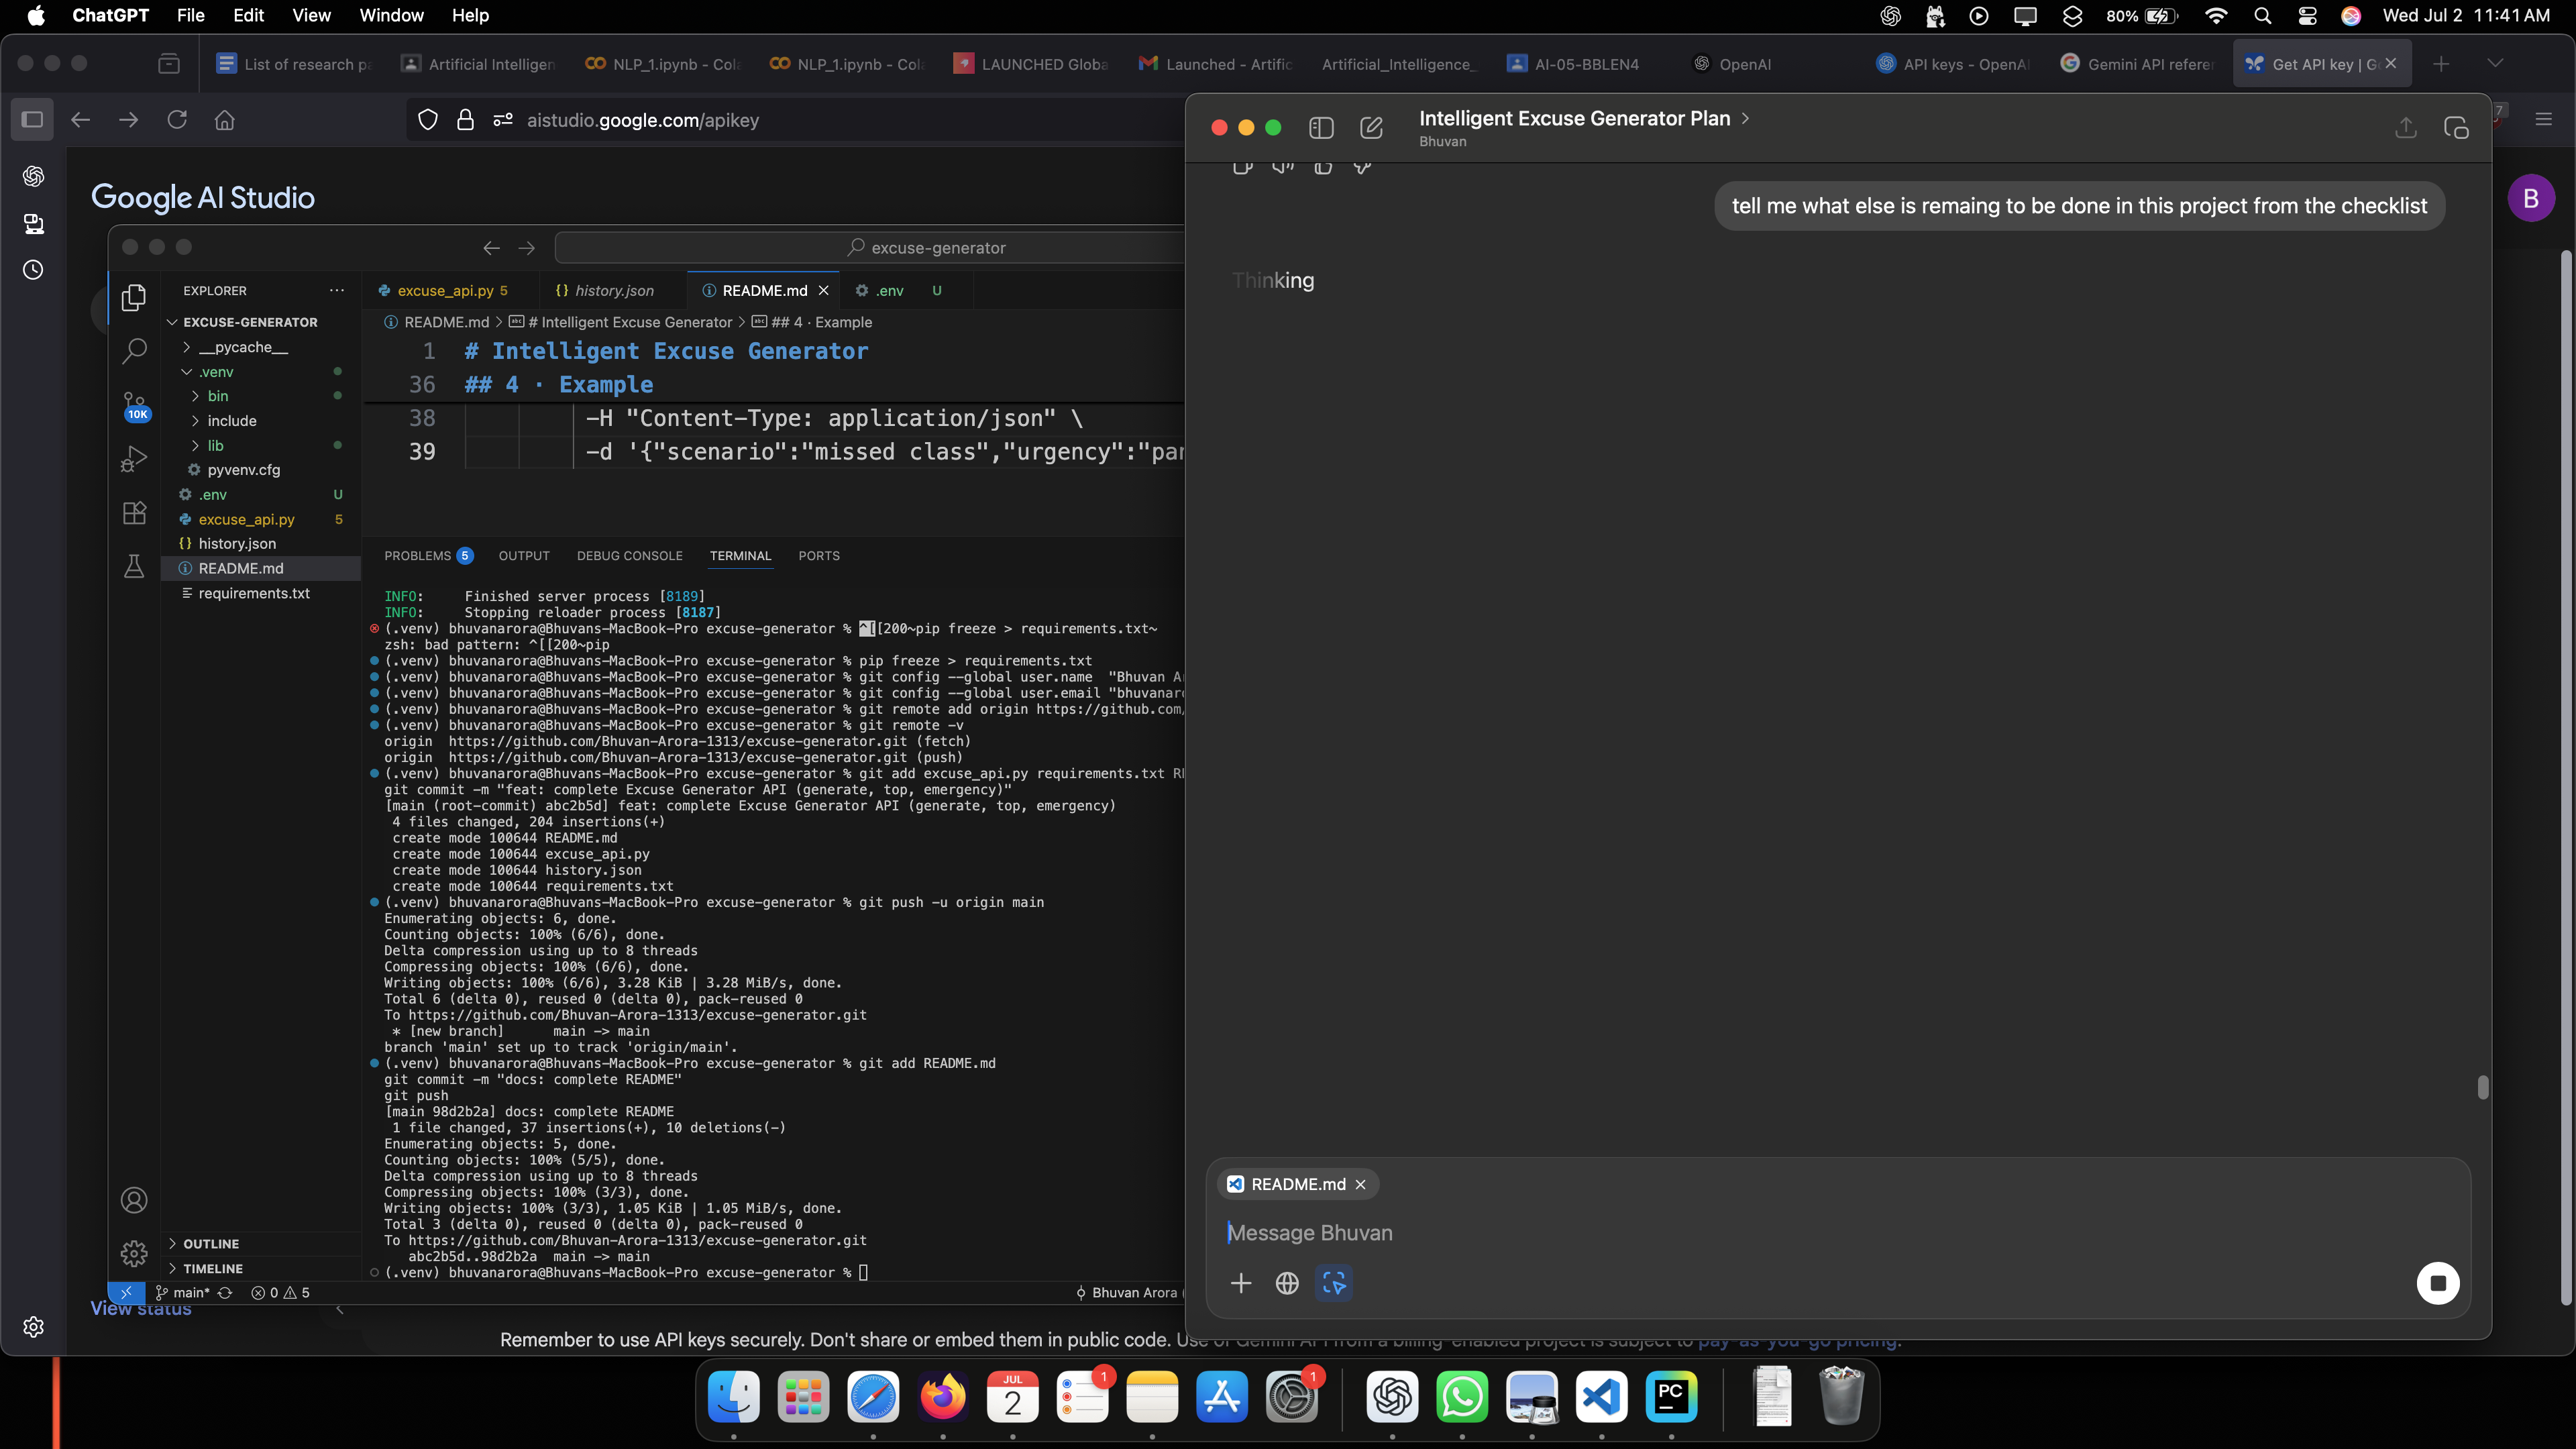 ChatGPT File Edit View Window Help
80% Wed Jul 2 11:41 AM
List of research pa
Artificial Intelligen
NLP_1.ipynb - Cola
NLP_1.ipynb - Cola
LAUNCHED Globa
Launched - Artific
Artificial_Intelligence_
AI-05-BBLEN4
OpenAI
API keys - OpenAI
Gemini API referen
Get API key | G
aistudio.google.com/apikey
7
Google AI Studio
B
excuse-generator
EXPLORER
EXCUSE-GENERATOR
__pycache__
.venv
bin
include
lib
pyvenv.cfg
.env U
excuse_api.py 5
history.json
README.md
requirements.txt
10K
OUTLINE
TIMELINE
excuse_api.py 5
history.json
README.md
.env U
README.md > # Intelligent Excuse Generator > ## 4 · Example
1 # Intelligent Excuse Generator
36 ## 4 · Example
38 -H "Content-Type: application/json" \
39 -d '{"scenario":"missed class","urgency":"par
PROBLEMS 5 OUTPUT DEBUG CONSOLE TERMINAL PORTS
INFO: Finished server process [8189]
INFO: Stopping reloader process [8187]
(.venv) bhuvanarora@Bhuvans-MacBook-Pro excuse-generator % ^[[200~pip freeze > requirements.txt~
zsh: bad pattern: ^[[200~pip
(.venv) bhuvanarora@Bhuvans-MacBook-Pro excuse-generator % pip freeze > requirements.txt
(.venv) bhuvanarora@Bhuvans-MacBook-Pro excuse-generator % git config --global user.name "Bhuvan A
(.venv) bhuvanarora@Bhuvans-MacBook-Pro excuse-generator % git config --global user.email "bhuvanaro
(.venv) bhuvanarora@Bhuvans-MacBook-Pro excuse-generator % git remote add origin https://github.com/
(.venv) bhuvanarora@Bhuvans-MacBook-Pro excuse-generator % git remote -v
origin https://github.com/Bhuvan-Arora-1313/excuse-generator.git (fetch)
origin https://github.com/Bhuvan-Arora-1313/excuse-generator.git (push)
(.venv) bhuvanarora@Bhuvans-MacBook-Pro excuse-generator % git add excuse_api.py requirements.txt RE
git commit -m "feat: complete Excuse Generator API (generate, top, emergency)"
[main (root-commit) abc2b5d] feat: complete Excuse Generator API (generate, top, emergency)
4 files changed, 204 insertions(+)
create mode 100644 README.md
create mode 100644 excuse_api.py
create mode 100644 history.json
create mode 100644 requirements.txt
(.venv) bhuvanarora@Bhuvans-MacBook-Pro excuse-generator % git push -u origin main
Enumerating objects: 6, done.
Counting objects: 100% (6/6), done.
Delta compression using up to 8 threads
Compressing objects: 100% (6/6), done.
Writing objects: 100% (6/6), 3.28 KiB | 3.28 MiB/s, done.
Total 6 (delta 0), reused 0 (delta 0), pack-reused 0
To https://github.com/Bhuvan-Arora-1313/excuse-generator.git
* [new branch] main -> main
branch 'main' set up to track 'origin/main'.
(.venv) bhuvanarora@Bhuvans-MacBook-Pro excuse-generator % git add README.md
git commit -m "docs: complete README"
git push
[main 98d2b2a] docs: complete README
1 file changed, 37 insertions(+), 10 deletions(-)
Enumerating objects: 5, done.
Counting objects: 100% (5/5), done.
Delta compression using up to 8 threads
Compressing objects: 100% (3/3), done.
Writing objects: 100% (3/3), 1.05 KiB | 1.05 MiB/s, done.
Total 3 (delta 0), reused 0 (delta 0), pack-reused 0
To https://github.com/Bhuvan-Arora-1313/excuse-generator.git
abc2b5d..98d2b2a main -> main
(.venv) bhuvanarora@Bhuvans-MacBook-Pro excuse-generator %
main* 0 5 Bhuvan Arora (
View status
Remember to use API keys securely. Don't share or embed them in public code. Use of Gemini API from a billing-enabled project is subject to pay-as-you-go pricing.
Intelligent Excuse Generator Plan
Bhuvan
tell me what else is remaing to be done in this project from the checklist
Thinking
README.md
Message Bhuvan
JUL
2
1
1
PC